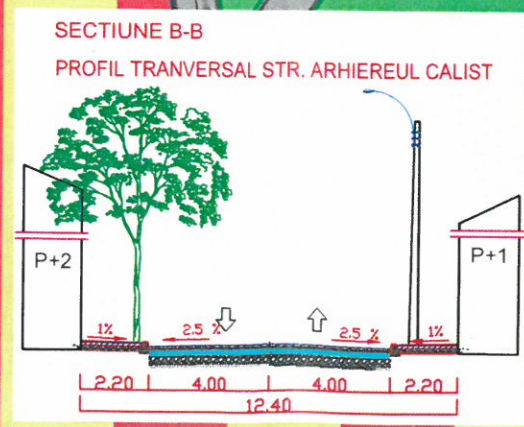 SECTIUNE B-B
PROFIL TRANVERSAL STR. ARHIEREUL CALIST
P+2
P+1
1%
2.5 %
2.5 %
1%
2.20
4.00
4.00
2.20
12.40